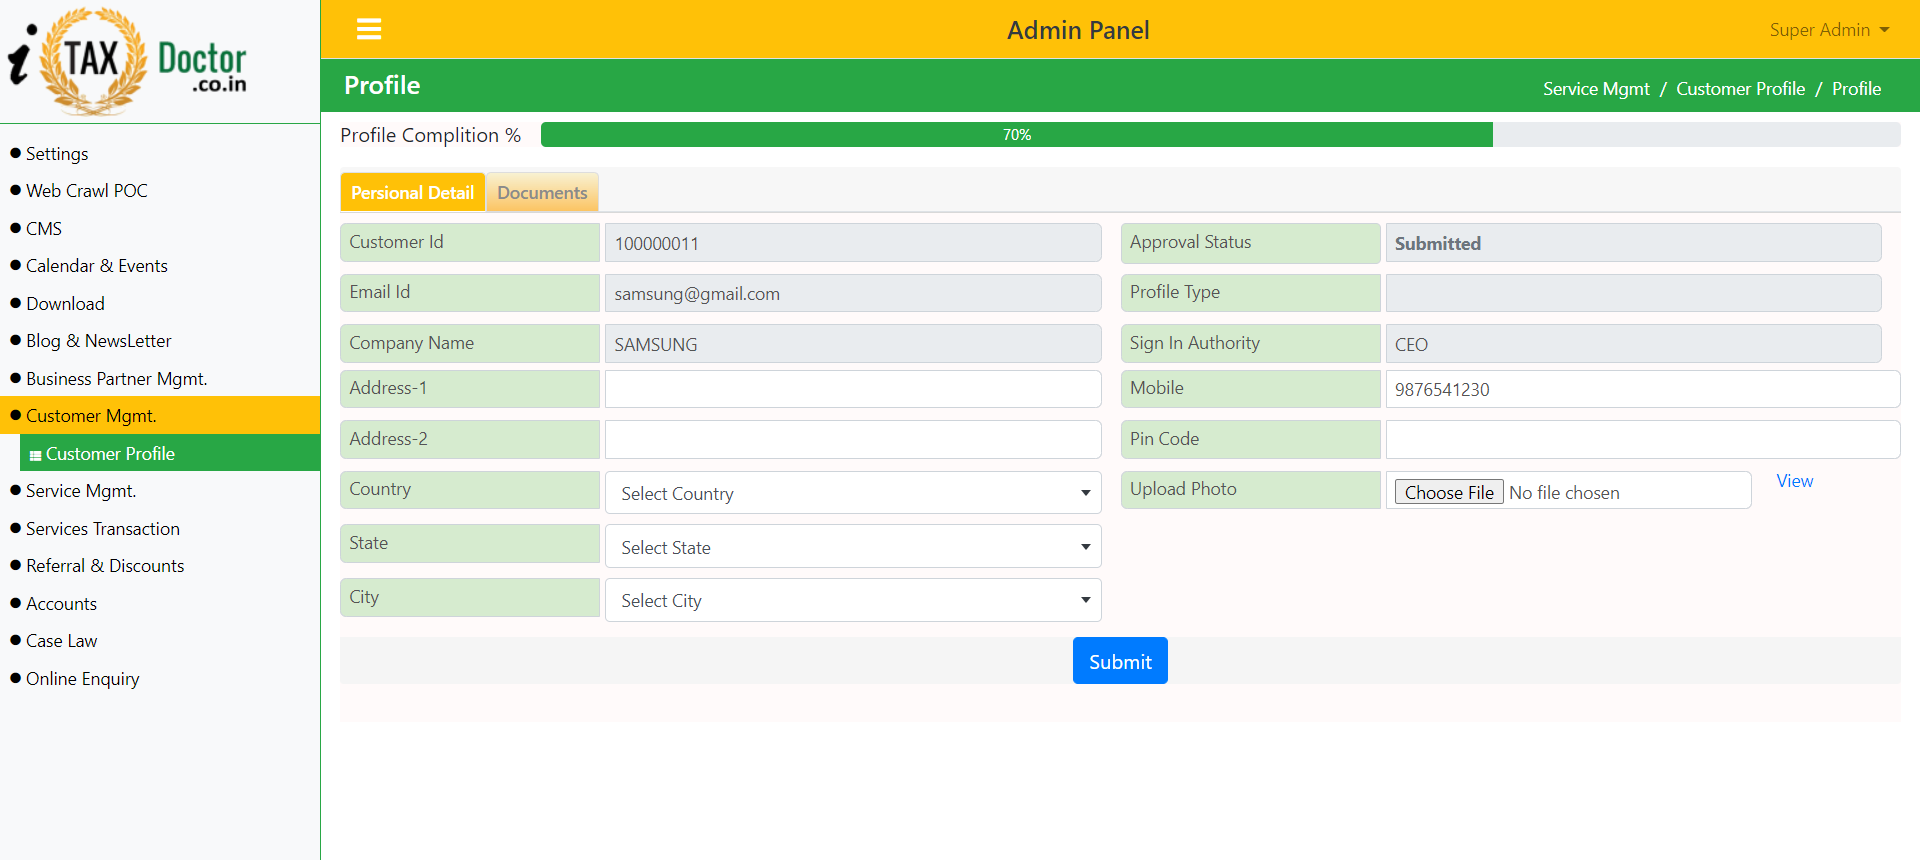 i TAX Doctor
.co.in
Admin Panel
Super Admin
Profile
Service Mgmt / Customer Profile / Profile
Profile Complition %
70%
Settings
Web Crawl POC
CMS
Calendar & Events
Download
Blog & NewsLetter
Business Partner Mgmt.
Customer Mgmt.
Customer Profile
Service Mgmt.
Services Transaction
Referral & Discounts
Accounts
Case Law
Online Enquiry
Persional Detail
Documents
Customer Id 100000011
Approval Status Submitted
Email Id samsung@gmail.com
Profile Type
Company Name SAMSUNG
Sign In Authority CEO
Address-1
Mobile 9876541230
Address-2
Pin Code
Country Select Country
Upload Photo Choose File No file chosen View
State Select State
City Select City
Submit